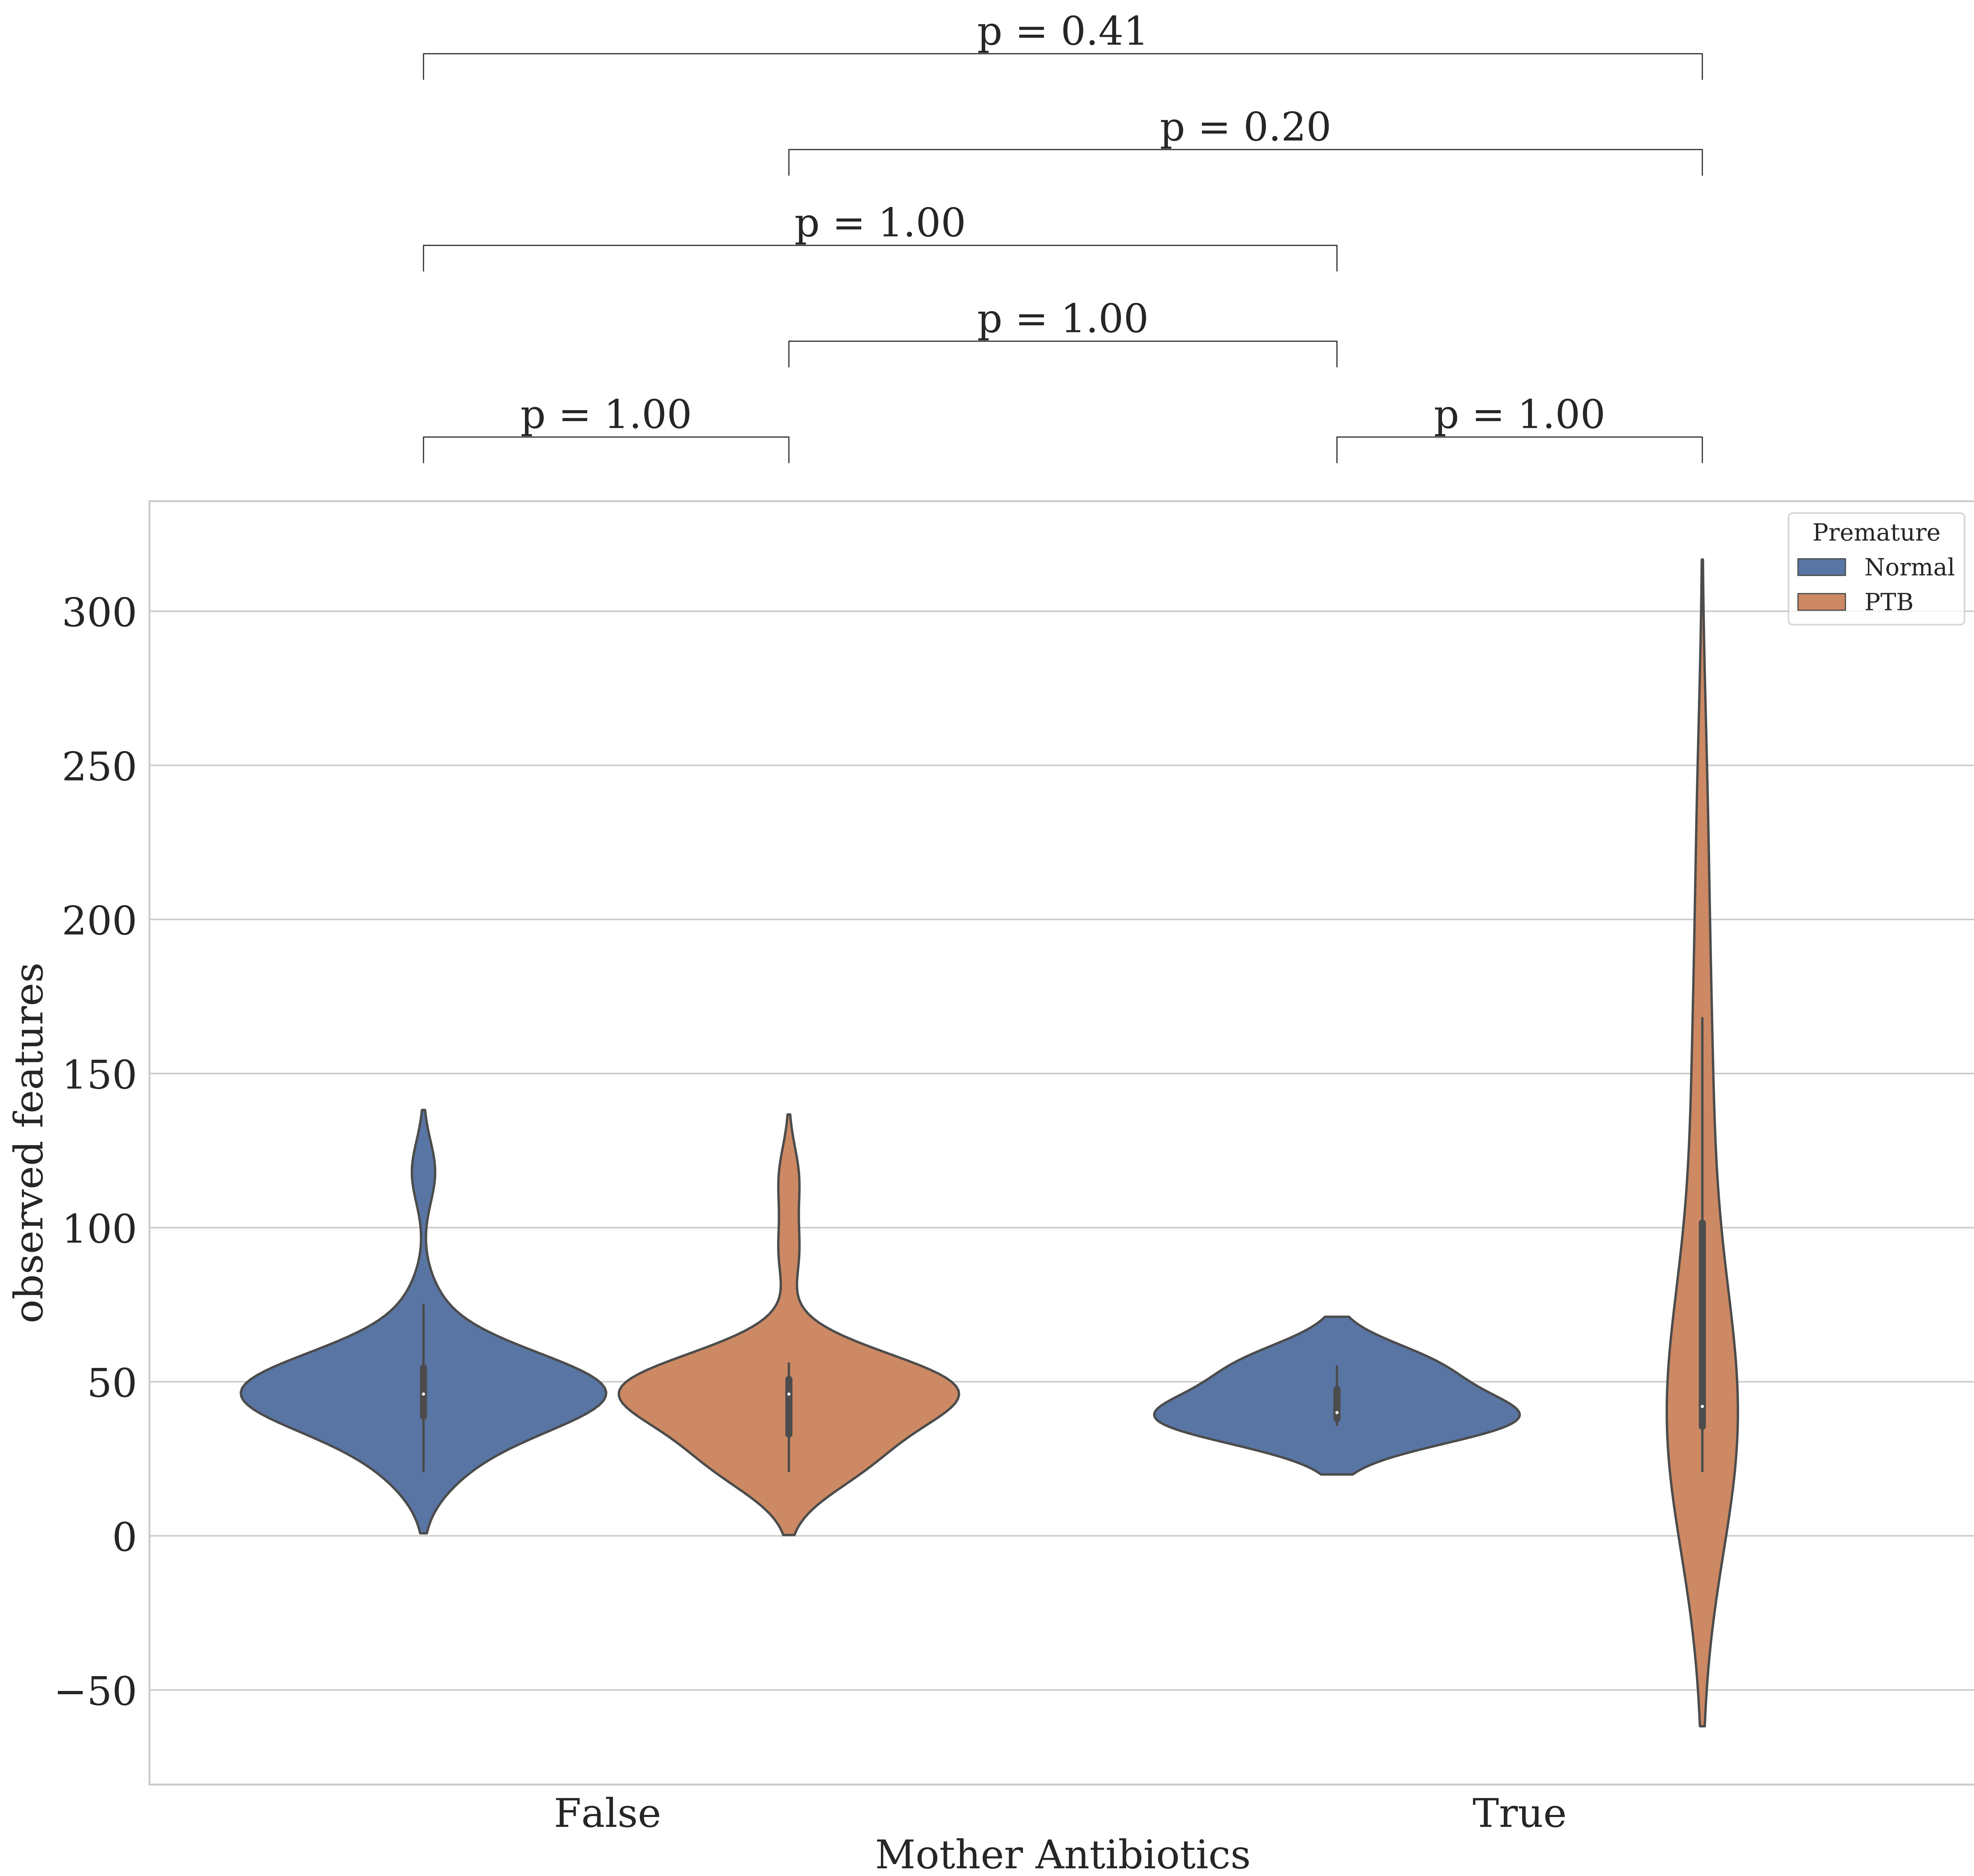 p = 0.41
p = 0.20
p = 1.00
p = 1.00
p = 1.00
p = 1.00
Premature
Normal
PTB
300
250
200
150
100
50
0
−50
observed features
False
True
Mother Antibiotics